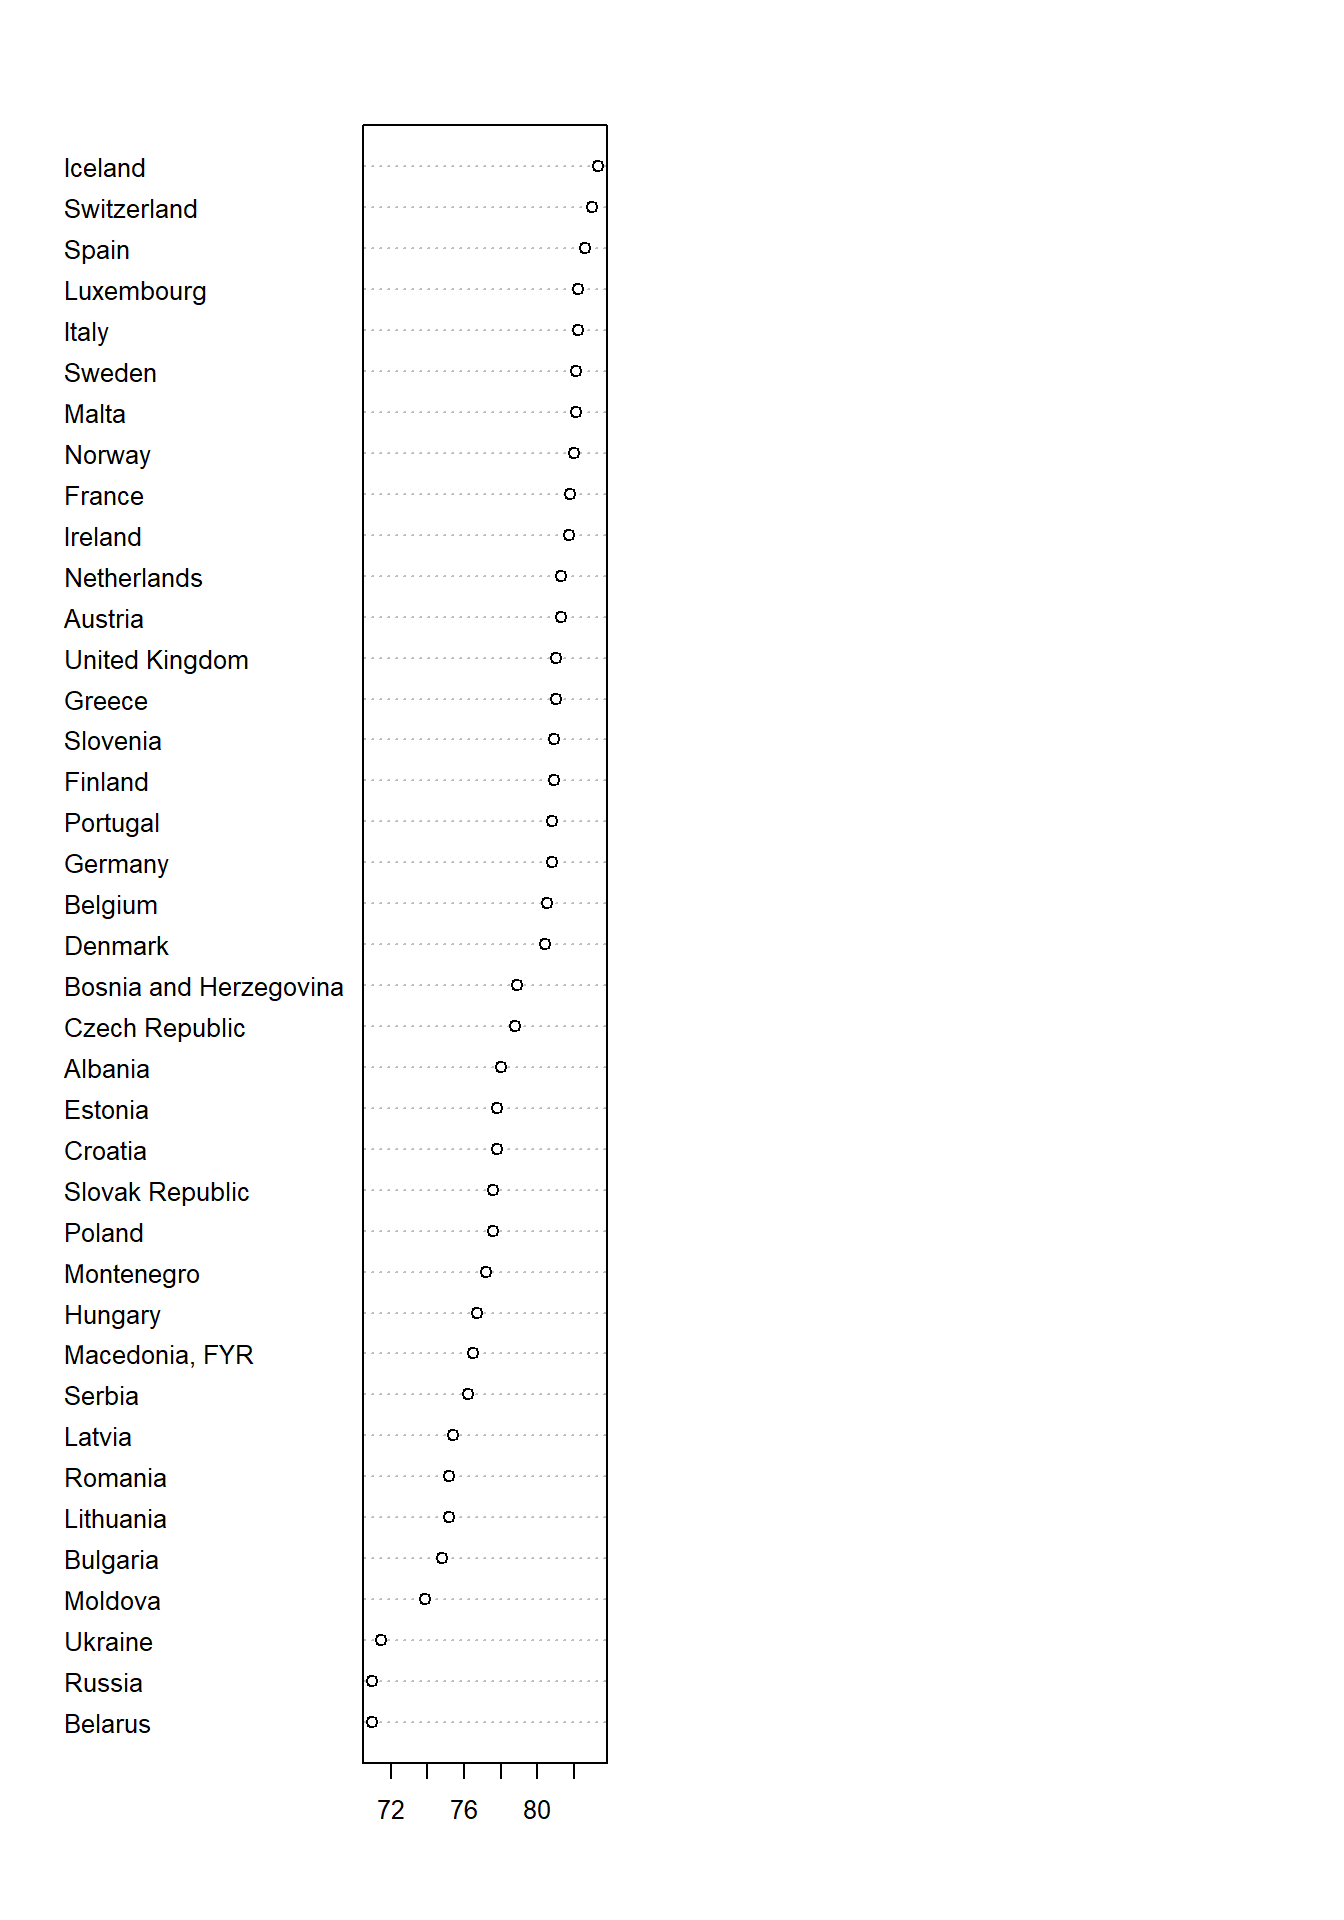 Iceland
Switzerland
Spain
Luxembourg
Italy
Sweden
Malta
Norway
France
Ireland
Netherlands
Austria
United Kingdom
Greece
Slovenia
Finland
Portugal
Germany
Belgium
Denmark
Bosnia and Herzegovina
Czech Republic
Albania
Estonia
Croatia
Slovak Republic
Poland
Montenegro
Hungary
Macedonia, FYR
Serbia
Latvia
Romania
Lithuania
Bulgaria
Moldova
Ukraine
Russia
Belarus
72 76 80